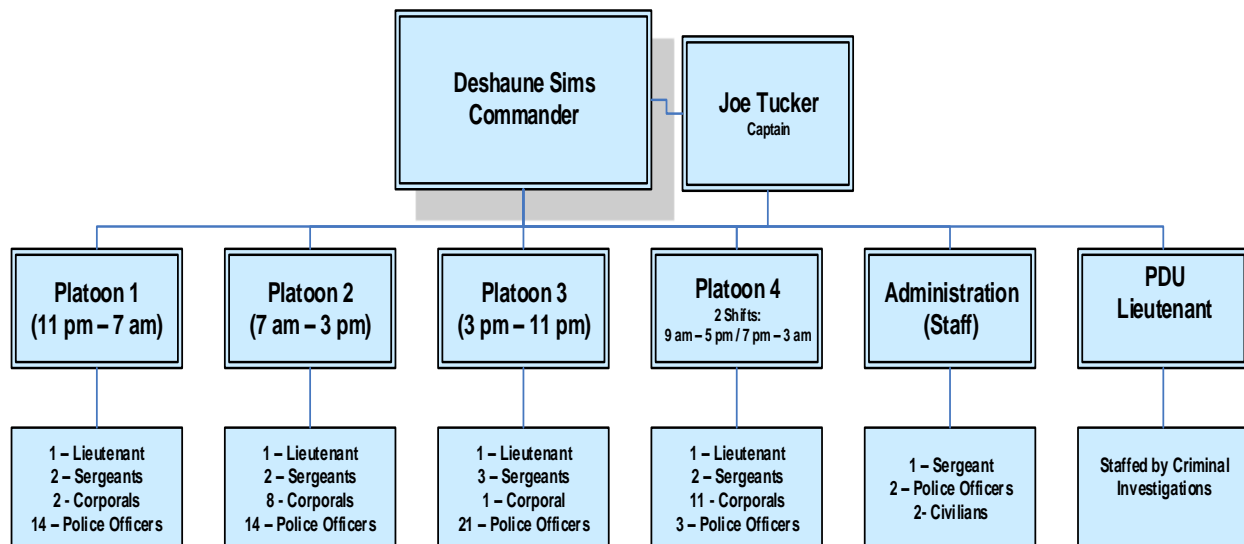 Deshaune Sims
Commander
Joe Tucker
Captain
Platoon 1
(11 pm – 7 am)
Platoon 2
(7 am – 3 pm)
Platoon 3
(3 pm – 11 pm)
Platoon 4
2 Shifts:
9 am – 5 pm / 7 pm – 3 am
Administration
(Staff)
PDU
Lieutenant
1 – Lieutenant
2 – Sergeants
2 - Corporals
14 – Police Officers
1 – Lieutenant
2 – Sergeants
8 - Corporals
14 – Police Officers
1 – Lieutenant
3 – Sergeants
1 – Corporal
21 – Police Officers
1 – Lieutenant
2 – Sergeants
11 - Corporals
3 – Police Officers
1 – Sergeant
2 – Police Officers
2- Civilians
Staffed by Criminal
Investigations